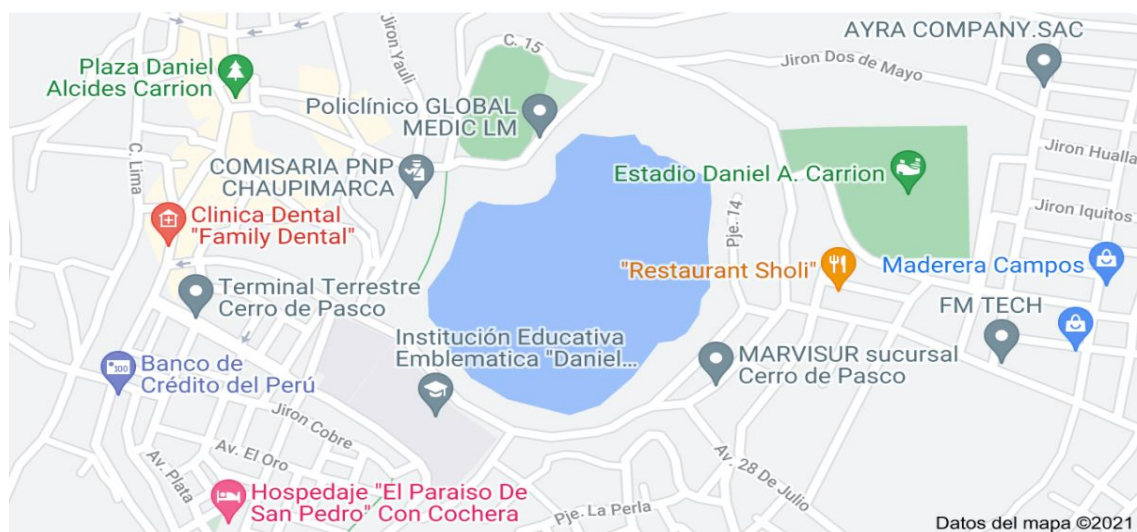 AYRA COMPANY.SAC
C. 15
Jiron Yauli
Jiron Dos de Mayo
Plaza Daniel
Alcides Carrion
Policlínico GLOBAL
MEDIC LM
Jiron Hualla
COMISARIA PNP
CHAUPIMARCA
C. Lima
Estadio Daniel A. Carrion
Jiron Iquitos
Clinica Dental
"Family Dental"
Pje. 14
"Restaurant Sholi"
Maderera Campos
Terminal Terrestre
Cerro de Pasco
FM TECH
Institución Educativa
Emblematica "Daniel...
Banco de
Crédito del Perú
100
MARVISUR sucursal
Cerro de Pasco
Jiron Cobre
Av. El Oro
Av. Plata
Av. 28 De Julio
Hospedaje "El Paraiso De
San Pedro" Con Cochera
Pje. La Perla
Datos del mapa ©2021